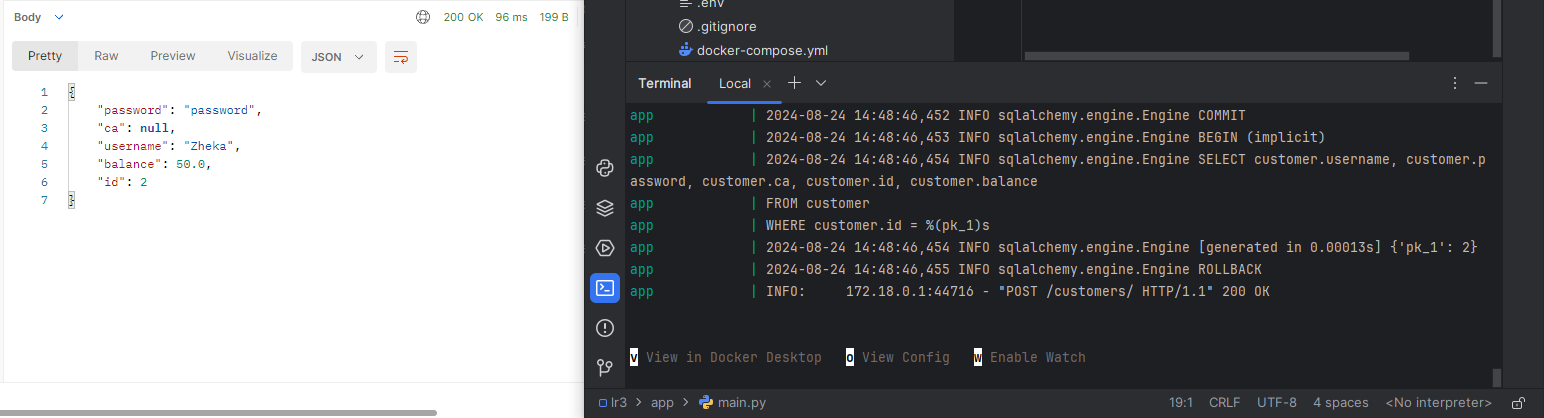 Body
200 OK 96 ms 199 B
Pretty Raw Preview Visualize JSON
1 {
2 "password": "password",
3 "ca": null,
4 "username": "Zheka",
5 "balance": 50.0,
6 "id": 2
7 }
.env
.gitignore
docker-compose.yml
Terminal Local
app | 2024-08-24 14:48:46,452 INFO sqlalchemy.engine.Engine COMMIT
app | 2024-08-24 14:48:46,453 INFO sqlalchemy.engine.Engine BEGIN (implicit)
app | 2024-08-24 14:48:46,454 INFO sqlalchemy.engine.Engine SELECT customer.username, customer.p
assword, customer.ca, customer.id, customer.balance
app | FROM customer
app | WHERE customer.id = %(pk_1)s
app | 2024-08-24 14:48:46,454 INFO sqlalchemy.engine.Engine [generated in 0.00013s] {'pk_1': 2}
app | 2024-08-24 14:48:46,455 INFO sqlalchemy.engine.Engine ROLLBACK
app | INFO: 172.18.0.1:44716 - "POST /customers/ HTTP/1.1" 200 OK
v View in Docker Desktop o View Config w Enable Watch
lr3 > app > main.py
19:1 CRLF UTF-8 4 spaces <No interpreter>